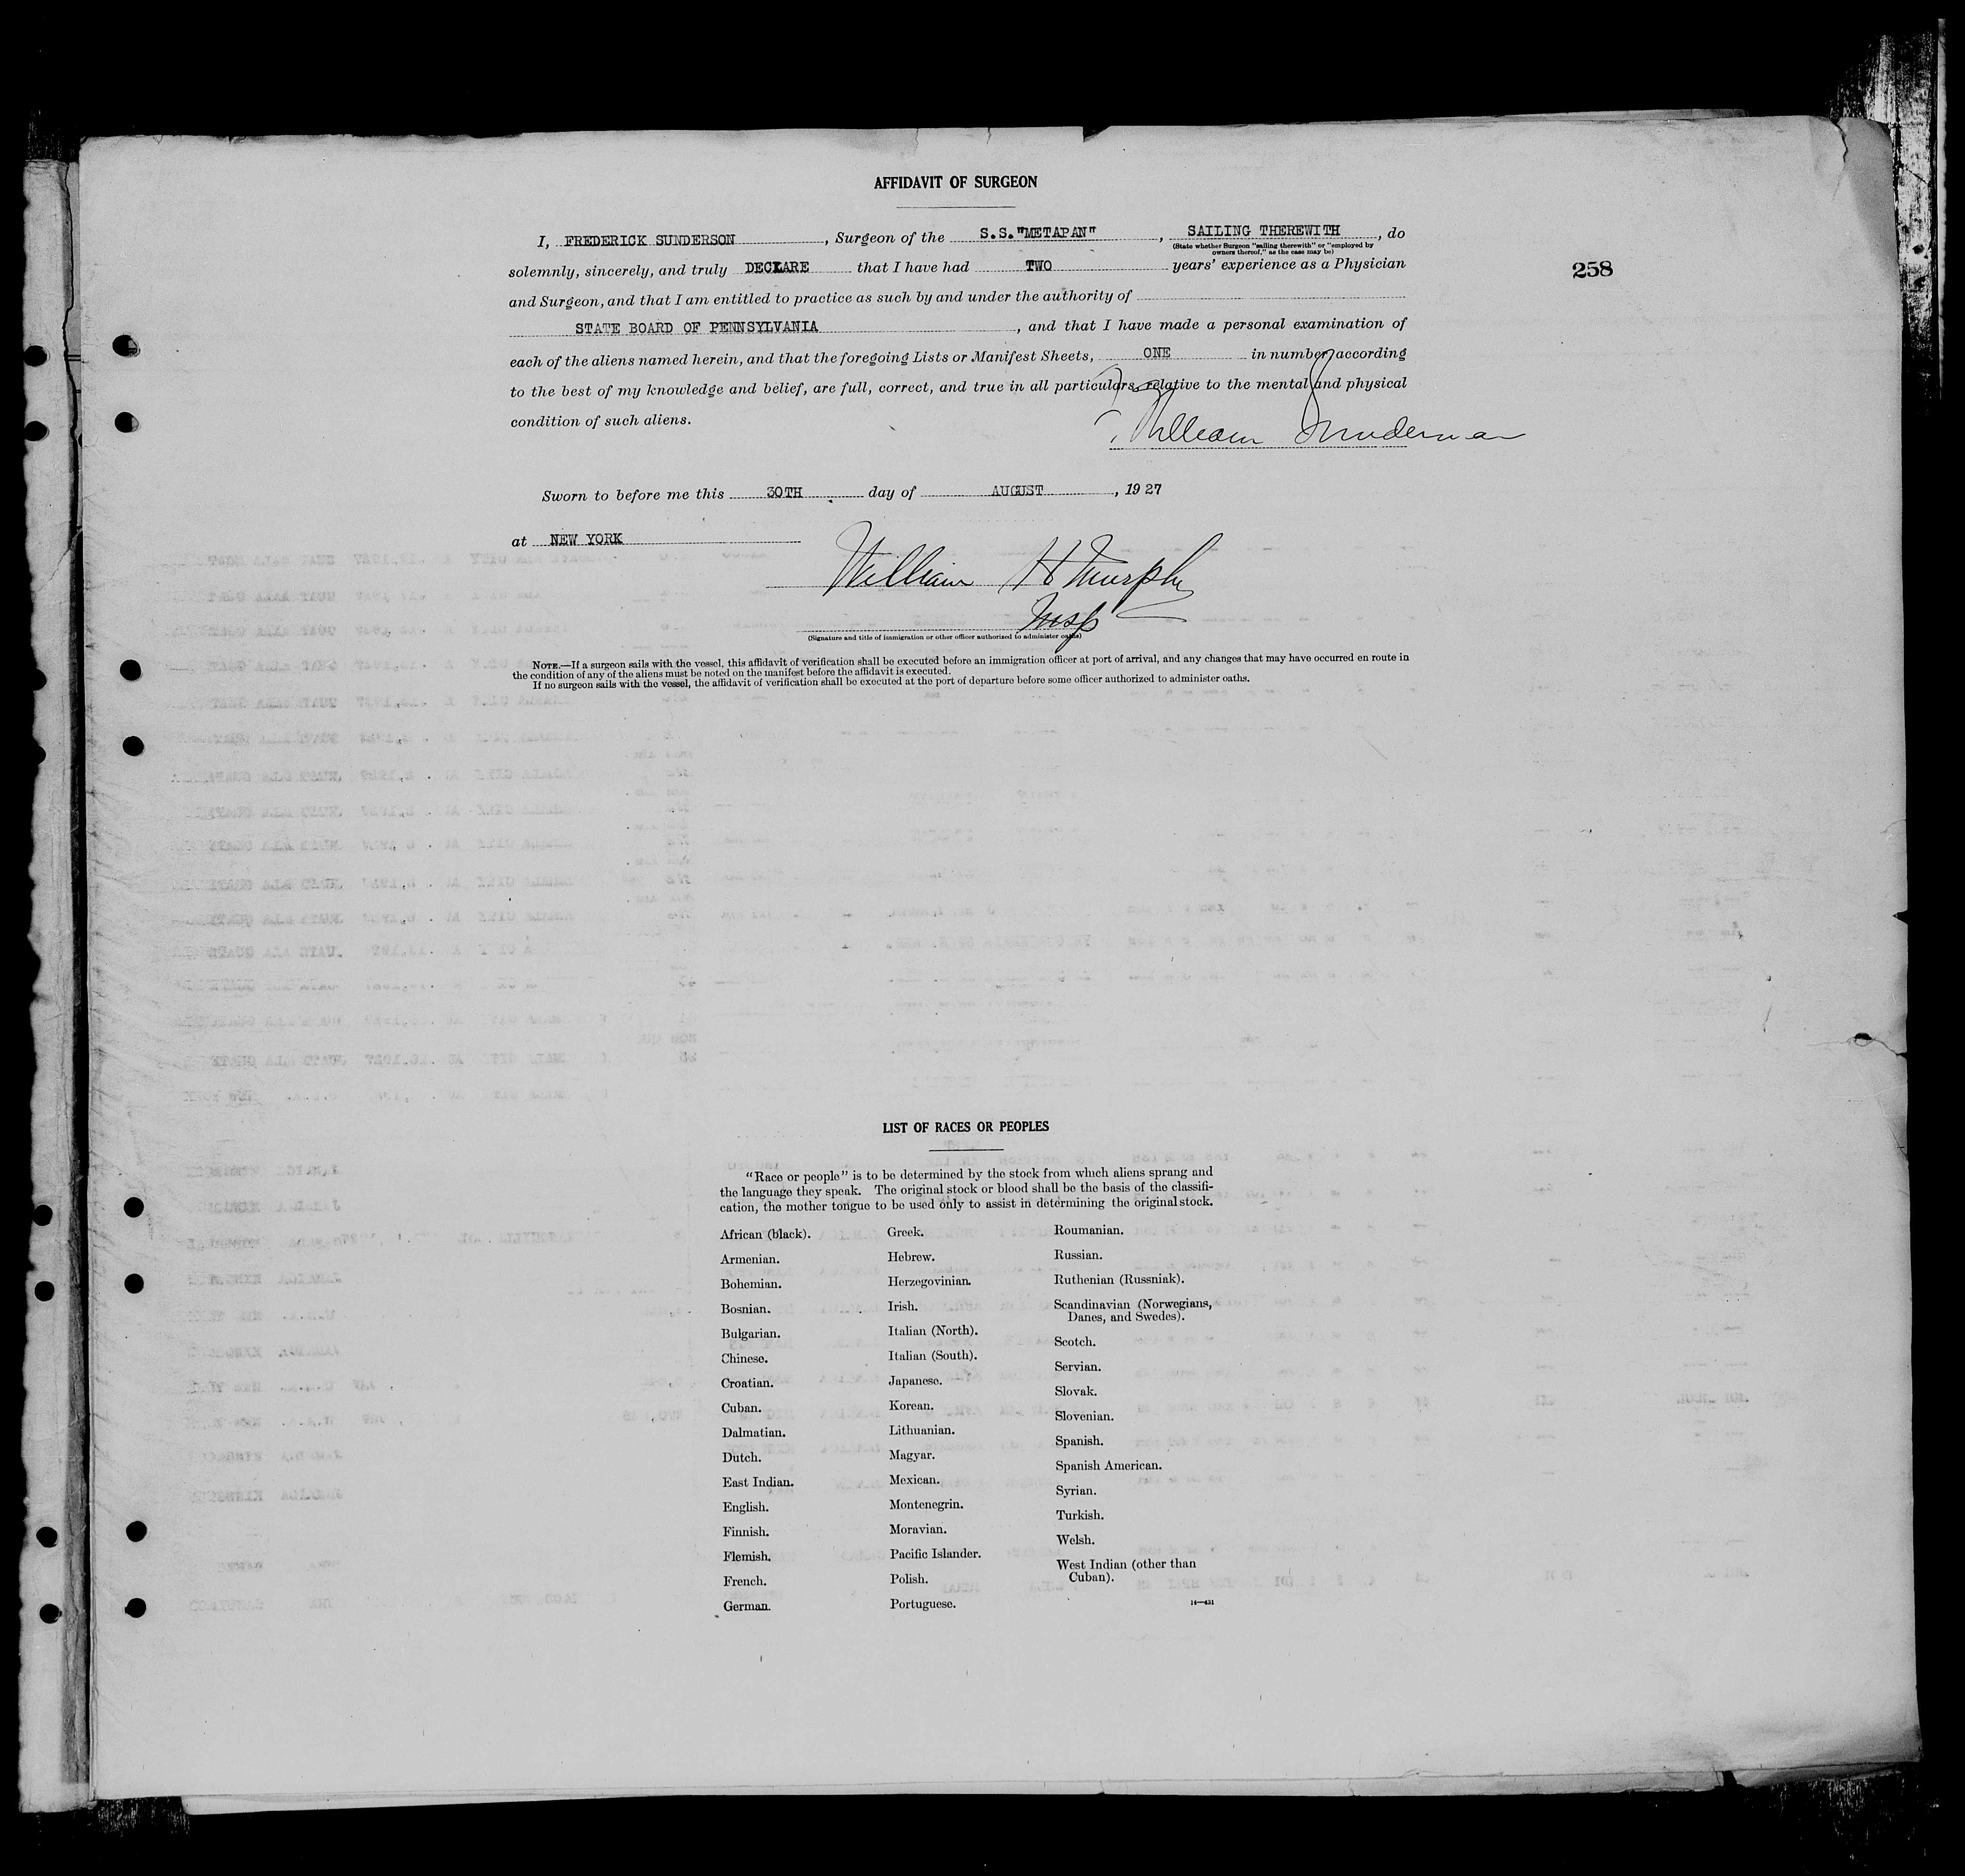 AFFIDAVIT OF SURGEON
I, FREDERICK SUNDERSON, Surgeon of the S.S."METAPAN", SAILING THEREWITH, do
(State whether Surgeon "sailing therewith" or "employed by
owners thereof," as the case may be)
solemnly, sincerely, and truly DECLARE that I have had TWO years' experience as a Physician
258
and Surgeon, and that I am entitled to practice as such by and under the authority of
STATE BOARD OF PENNSYLVANIA, and that I have made a personal examination of
each of the aliens named herein, and that the foregoing Lists or Manifest Sheets, ONE in number, according
to the best of my knowledge and belief, are full, correct, and true in all particulars, relative to the mental and physical
condition of such aliens.
Sworn to before me this 30TH day of AUGUST, 1927
at NEW YORK
William H Murphy
Insp
(Signature and title of immigration or other officer authorized to administer oaths)
NOTE.—If a surgeon sails with the vessel, this affidavit of verification shall be executed before an immigration officer at port of arrival, and any changes that may have occurred en route in
the condition of any of the aliens must be noted on the manifest before the affidavit is executed.
If no surgeon sails with the vessel, the affidavit of verification shall be executed at the port of departure before some officer authorized to administer oaths.
LIST OF RACES OR PEOPLES
"Race or people" is to be determined by the stock from which aliens sprang and
the language they speak. The original stock or blood shall be the basis of the classifi-
cation, the mother tongue to be used only to assist in determining the original stock.
African (black).
Armenian.
Bohemian.
Bosnian.
Bulgarian.
Chinese.
Croatian.
Cuban.
Dalmatian.
Dutch.
East Indian.
English.
Finnish.
Flemish.
French.
German.
Greek.
Hebrew.
Herzegovinian.
Irish.
Italian (North).
Italian (South).
Japanese.
Korean.
Lithuanian.
Magyar.
Mexican.
Montenegrin.
Moravian.
Pacific Islander.
Polish.
Portuguese.
Roumanian.
Russian.
Ruthenian (Russniak).
Scandinavian (Norwegians,
Danes, and Swedes).
Scotch.
Servian.
Slovak.
Slovenian.
Spanish.
Spanish American.
Syrian.
Turkish.
Welsh.
West Indian (other than
Cuban).
14—431